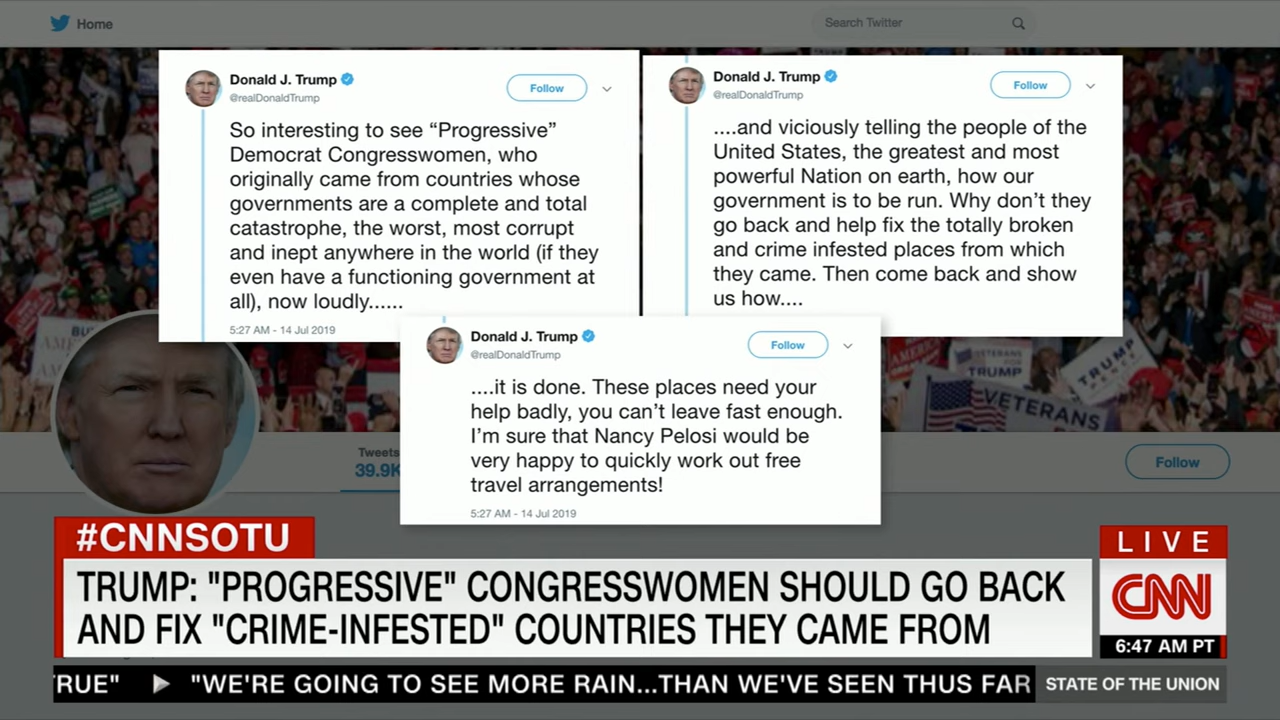 Home
Search Twitter
Donald J. Trump
@realDonaldTrump
Follow
So interesting to see “Progressive”
Democrat Congresswomen, who
originally came from countries whose
governments are a complete and total
catastrophe, the worst, most corrupt
and inept anywhere in the world (if they
even have a functioning government at
all), now loudly......
5:27 AM - 14 Jul 2019
Donald J. Trump
@realDonaldTrump
Follow
....and viciously telling the people of the
United States, the greatest and most
powerful Nation on earth, how our
government is to be run. Why don’t they
go back and help fix the totally broken
and crime infested places from which
they came. Then come back and show
us how....
Donald J. Trump
@realDonaldTrump
Follow
....it is done. These places need your
help badly, you can’t leave fast enough.
I’m sure that Nancy Pelosi would be
very happy to quickly work out free
travel arrangements!
5:27 AM - 14 Jul 2019
VETERANS
TRUMP
TRUMP
VETERANS
Tweets
39.9K
Follow
#CNNSOTU
TRUMP: "PROGRESSIVE" CONGRESSWOMEN SHOULD GO BACK
AND FIX "CRIME-INFESTED" COUNTRIES THEY CAME FROM
LIVE
CNN
6:47 AM PT
RUE" "WE'RE GOING TO SEE MORE RAIN...THAN WE'VE SEEN THUS FAR
STATE OF THE UNION